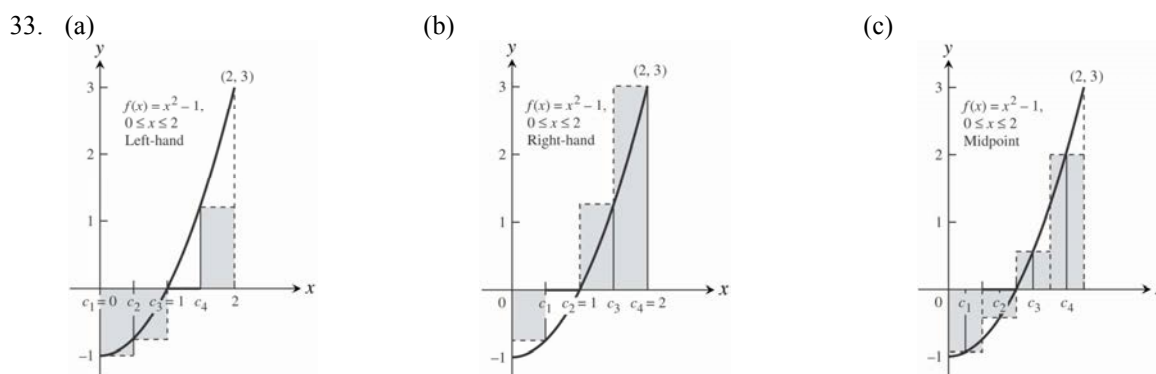 33. (a) (b) (c)
y
(2, 3)
3
f(x) = x² − 1,
0 ≤ x ≤ 2
Left-hand
2
1
c₁ = 0 c₂ c₃ = 1 c₄ 2 x
−1
y
(2, 3)
3
f(x) = x² − 1,
0 ≤ x ≤ 2
Right-hand
2
1
0 c₁ c₂ = 1 c₃ c₄ = 2 x
−1
y
(2, 3)
3
f(x) = x² − 1,
0 ≤ x ≤ 2
Midpoint
2
1
0 c₁ c₂ c₃ c₄
−1